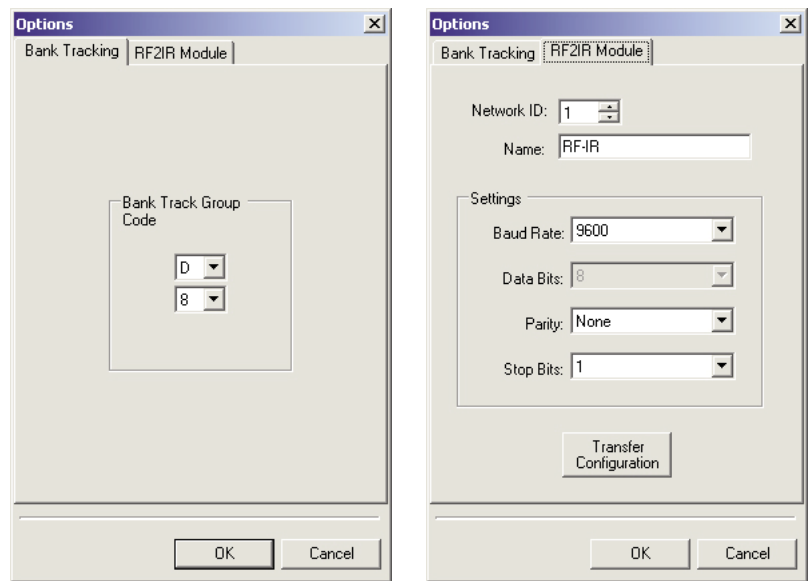 Options
Bank Tracking RF2IR Module
Bank Track Group
Code
D
8
OK Cancel
Options
Bank Tracking RF2IR Module
Network ID: 1
Name: RF-IR
Settings
Baud Rate: 9600
Data Bits: 8
Parity: None
Stop Bits: 1
Transfer
Configuration
OK Cancel